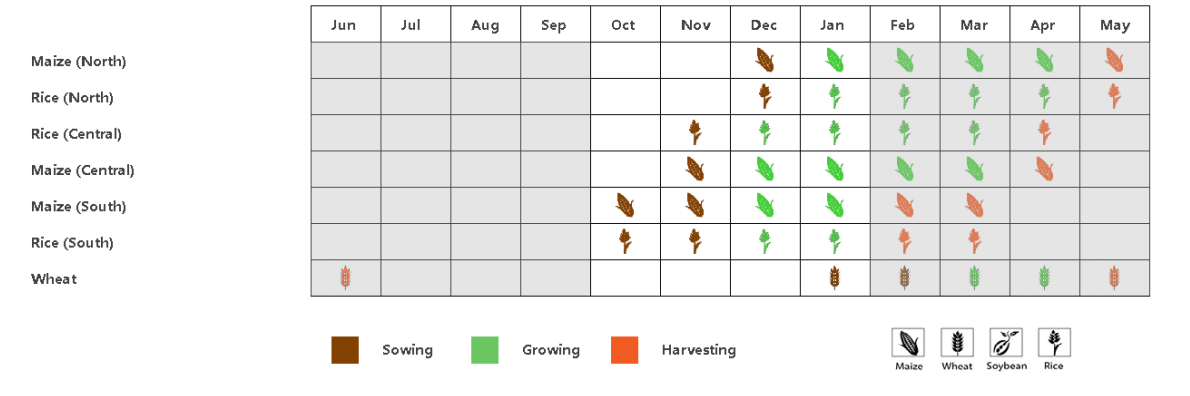 Jun Jul Aug Sep Oct Nov Dec Jan Feb Mar Apr May
Maize (North)
Rice (North)
Rice (Central)
Maize (Central)
Maize (South)
Rice (South)
Wheat
Sowing Growing Harvesting
Maize Wheat Soybean Rice